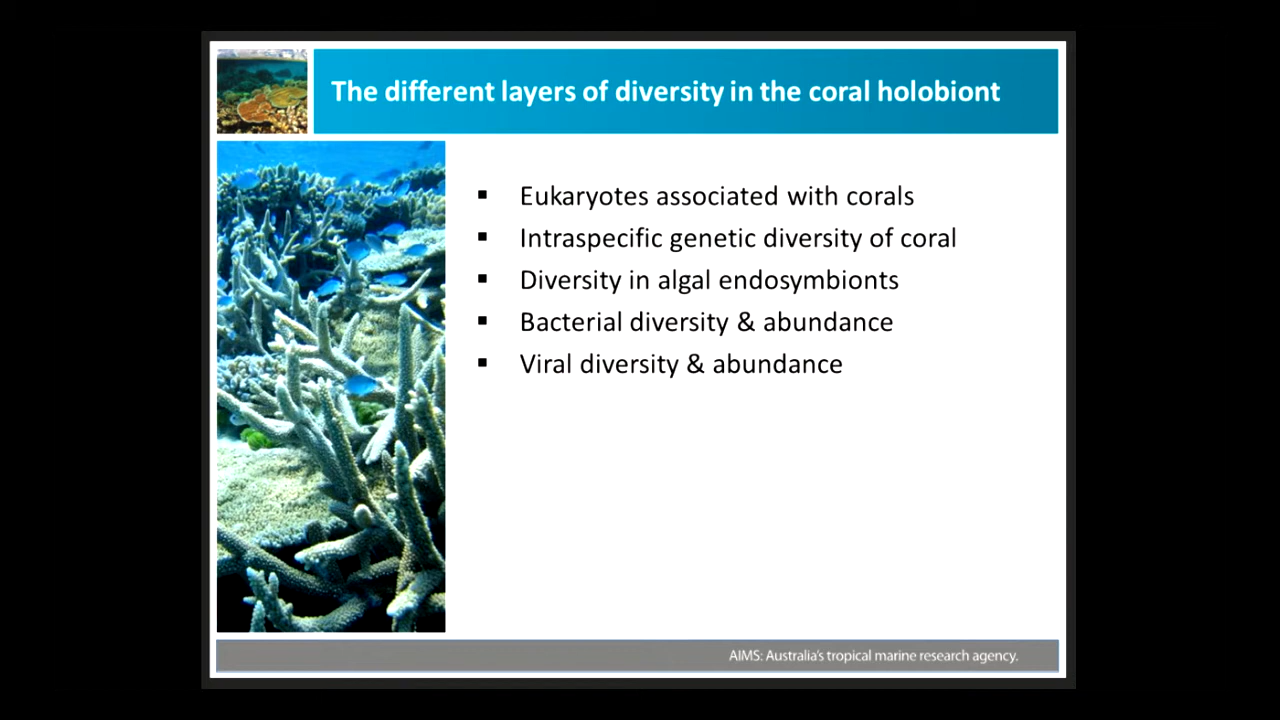 The different layers of diversity in the coral holobiont
▪ Eukaryotes associated with corals
▪ Intraspecific genetic diversity of coral
▪ Diversity in algal endosymbionts
▪ Bacterial diversity & abundance
▪ Viral diversity & abundance
AIMS: Australia's tropical marine research agency.